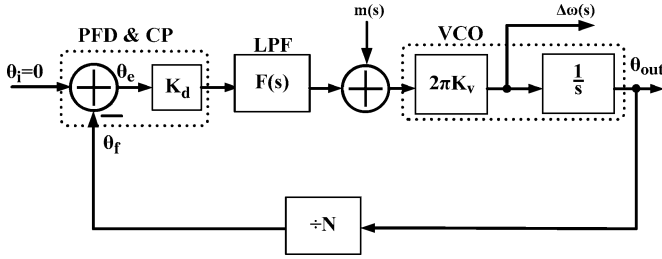 PFD & CP
θi=0
θe
Kd
θf
LPF
F(s)
m(s)
VCO
2πKv
Δω(s)
1
s
θout
÷N